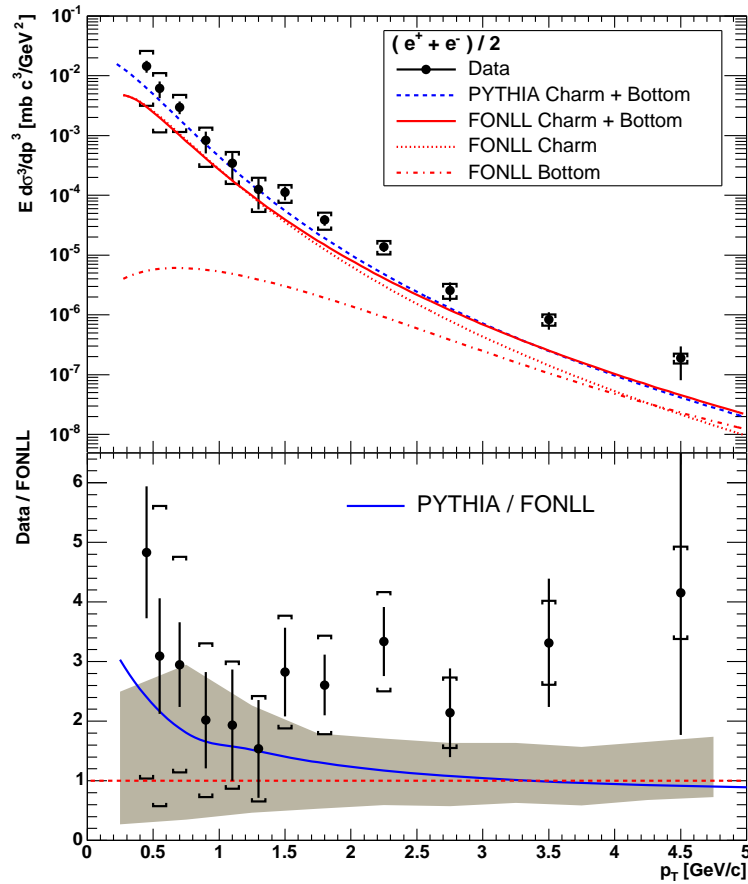 E dσ³/dp³ [mb c³/GeV²]
10⁻¹
10⁻²
10⁻³
10⁻⁴
10⁻⁵
10⁻⁶
10⁻⁷
10⁻⁸
( e⁺ + e⁻ ) / 2
Data
PYTHIA Charm + Bottom
FONLL Charm + Bottom
FONLL Charm
FONLL Bottom
Data / FONLL
6
5
4
3
2
1
0
PYTHIA / FONLL
0 0.5 1 1.5 2 2.5 3 3.5 4 4.5 5
p_T [GeV/c]